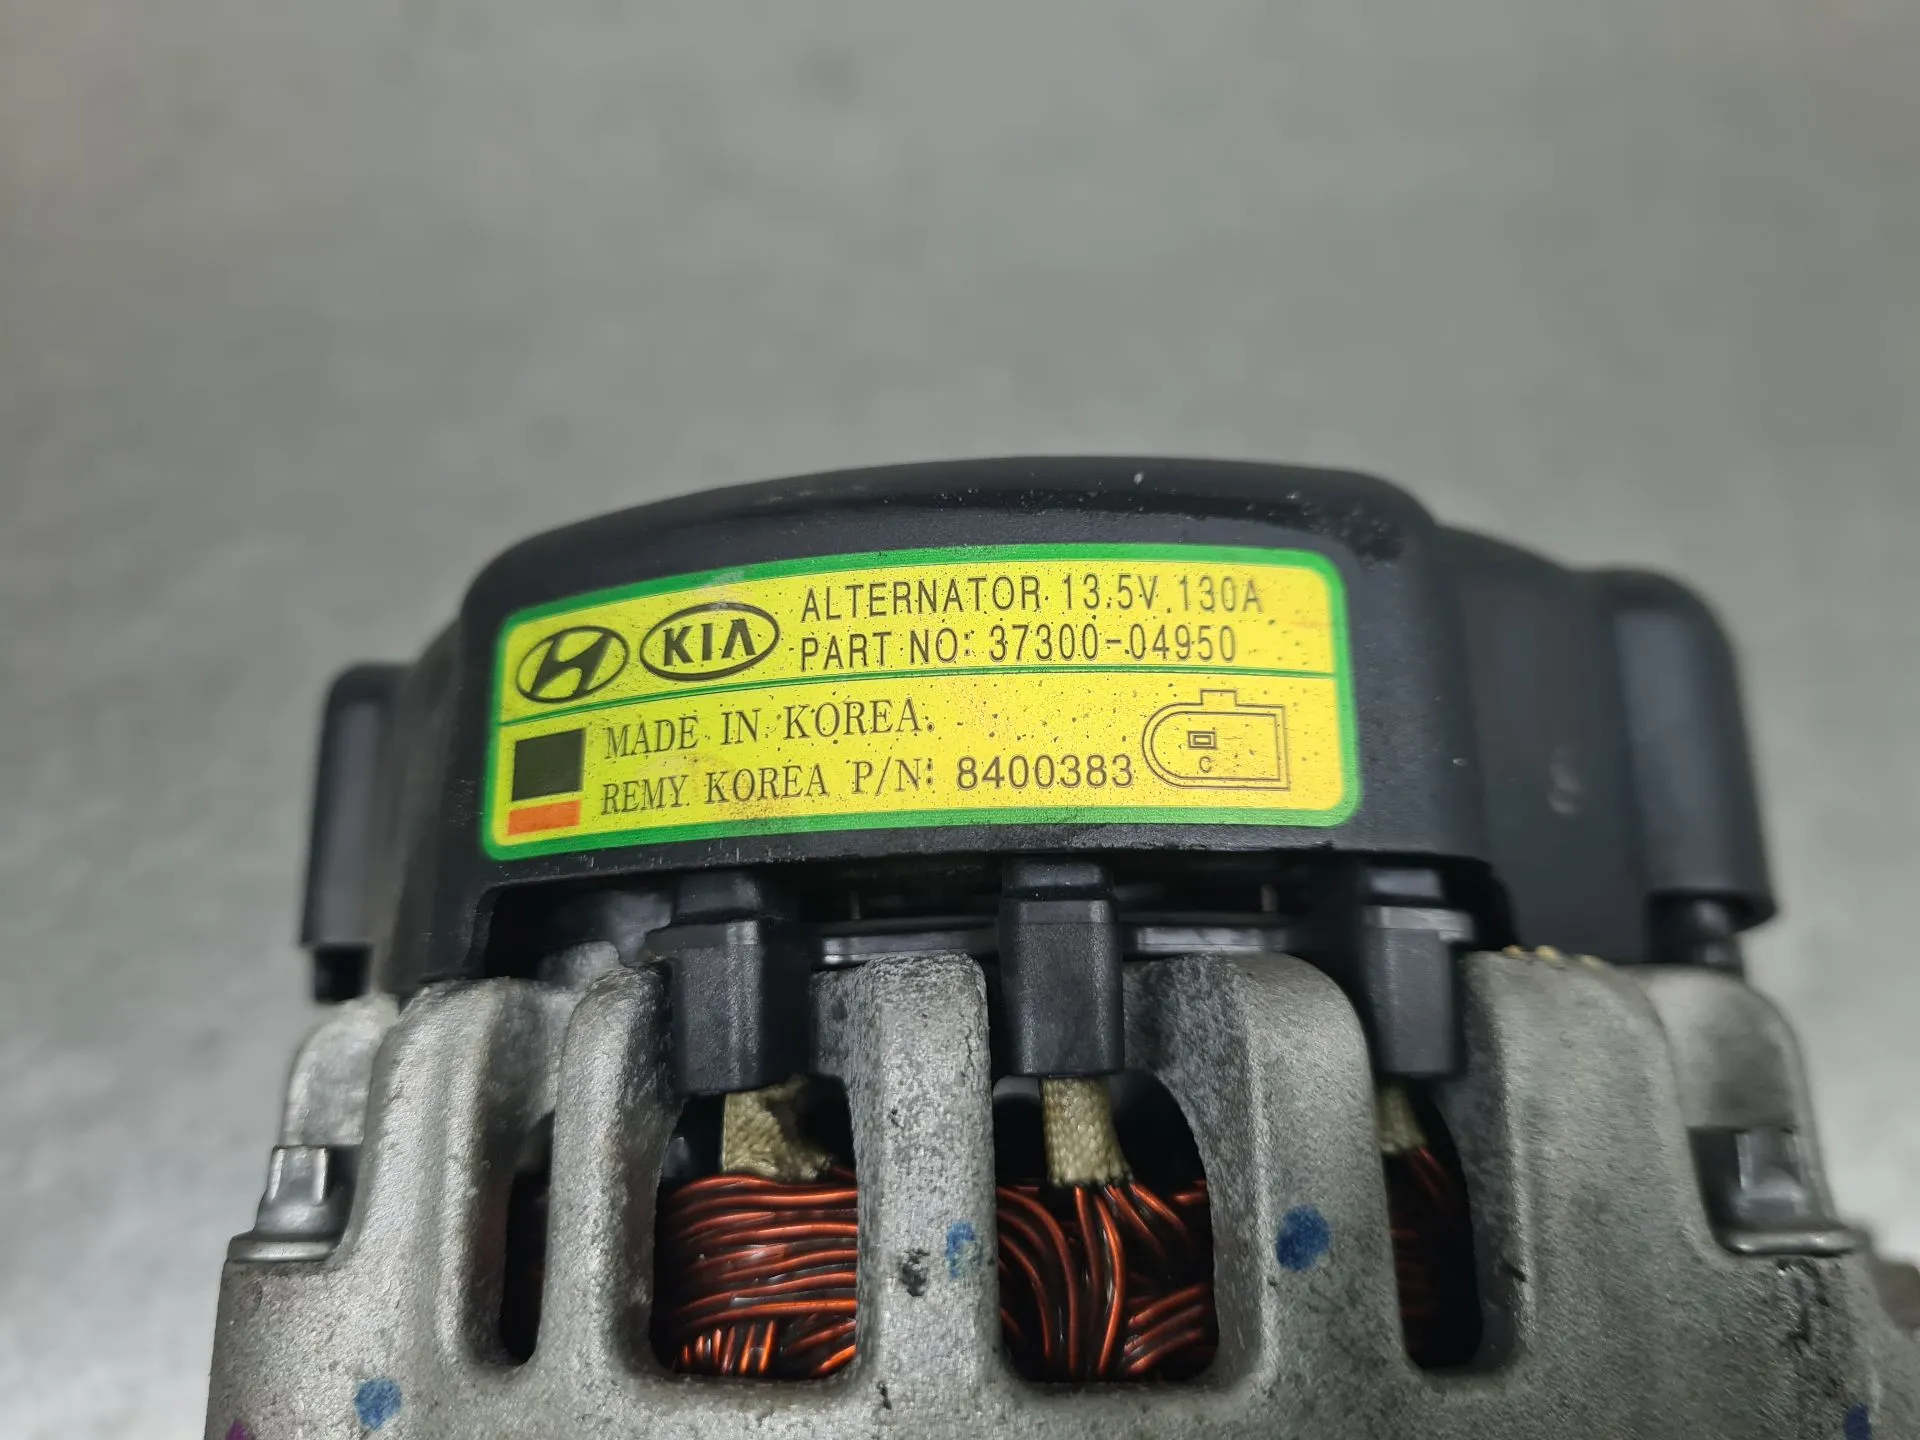 KIA ALTERNATOR 13.5V 130A
PART NO: 37300-04950
MADE IN KOREA.
REMY KOREA P/N: 8400383
C